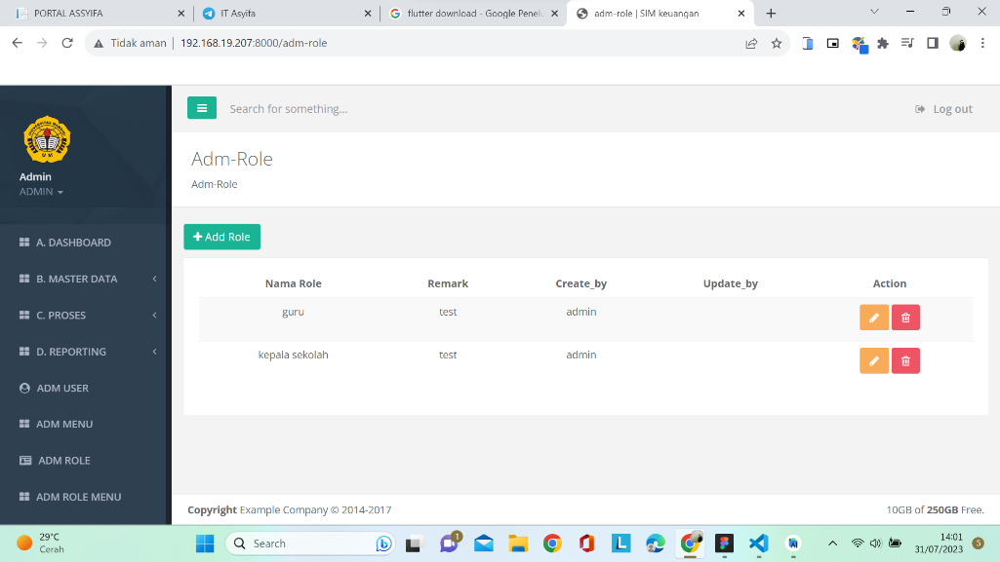 PORTAL ASSYIFA
IT Asyifa
flutter download - Google Penelu
adm-role | SIM keuangan
Tidak aman | 192.168.19.207:8000/adm-role
Search for something...
Log out
Admin
ADMIN
Adm-Role
Adm-Role
A. DASHBOARD
B. MASTER DATA
C. PROSES
D. REPORTING
ADM USER
ADM MENU
ADM ROLE
ADM ROLE MENU
Add Role
Nama Role Remark Create_by Update_by Action
guru test admin
kepala sekolah test admin
Copyright Example Company © 2014-2017
10GB of 250GB Free.
29°C
Cerah
Search
1
14:01
31/07/2023
5